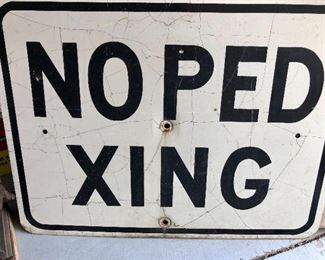 NO PED
XING